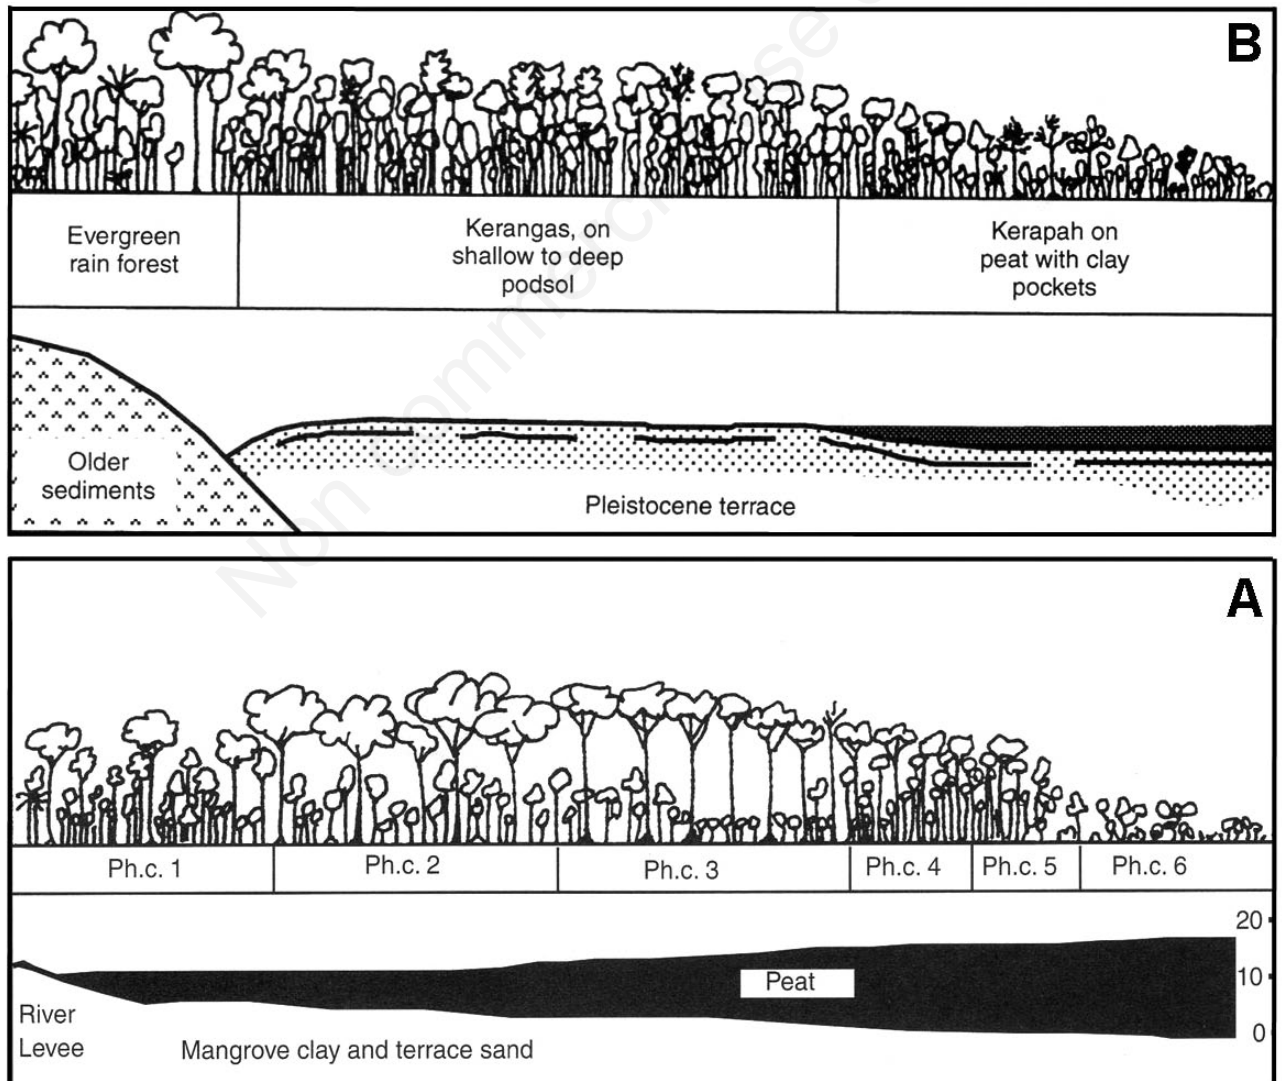 B
Evergreen
rain forest
Kerangas, on
shallow to deep
podsol
Kerapah on
peat with clay
pockets
Older
sediments
Pleistocene terrace
A
Ph.c. 1
Ph.c. 2
Ph.c. 3
Ph.c. 4
Ph.c. 5
Ph.c. 6
20
Peat
10
River
Levee
0
Mangrove clay and terrace sand